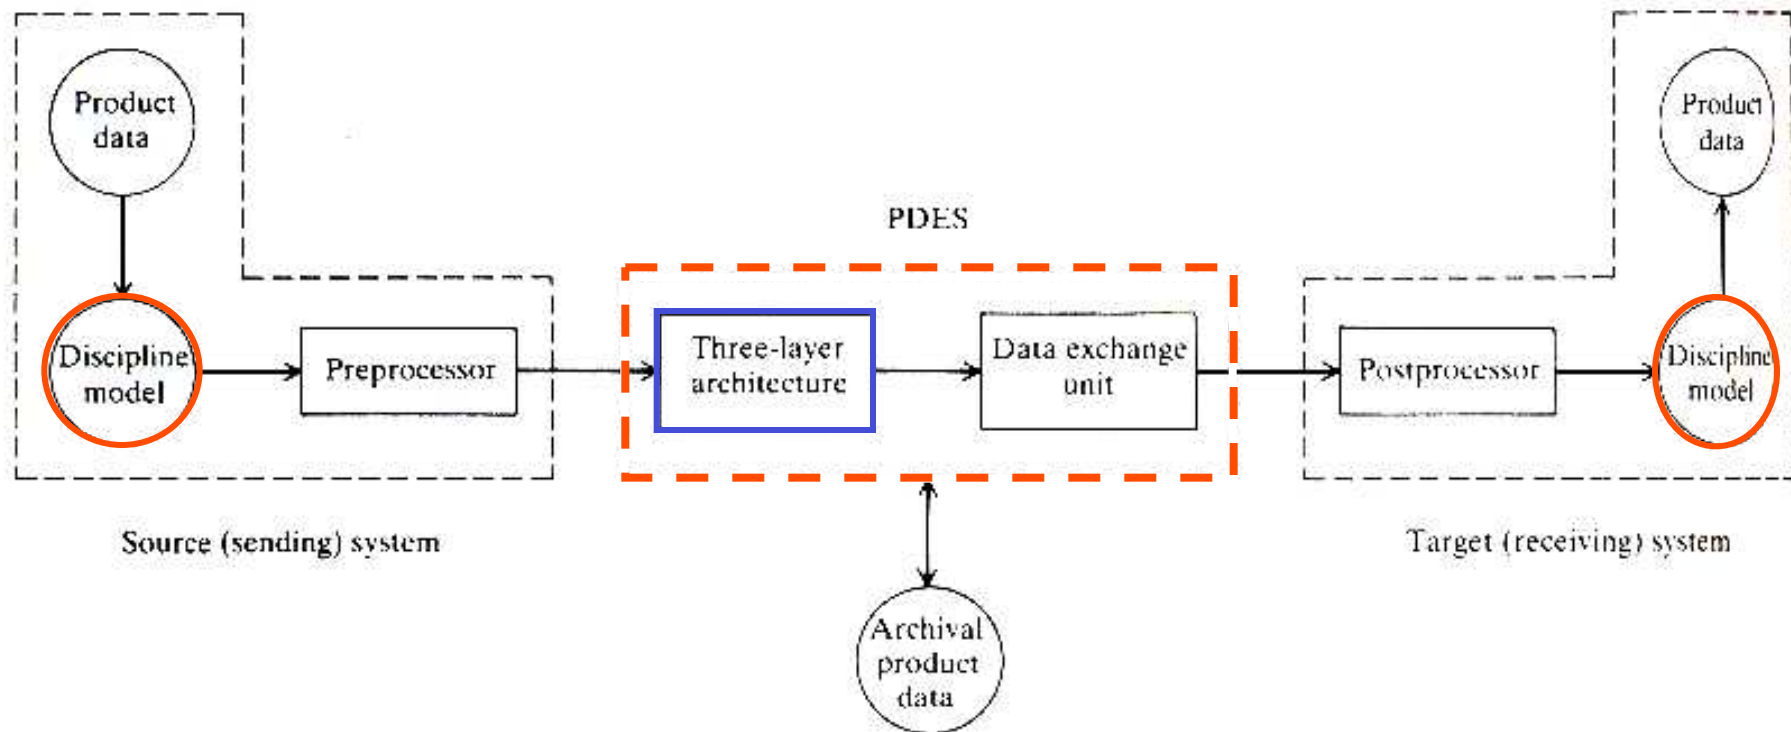 Product
data
Product
data
PDES
Discipline
model
Preprocessor
Three-layer
architecture
Data exchange
unit
Postprocessor
Discipline
model
Source (sending) system
Target (receiving) system
Archival
product
data